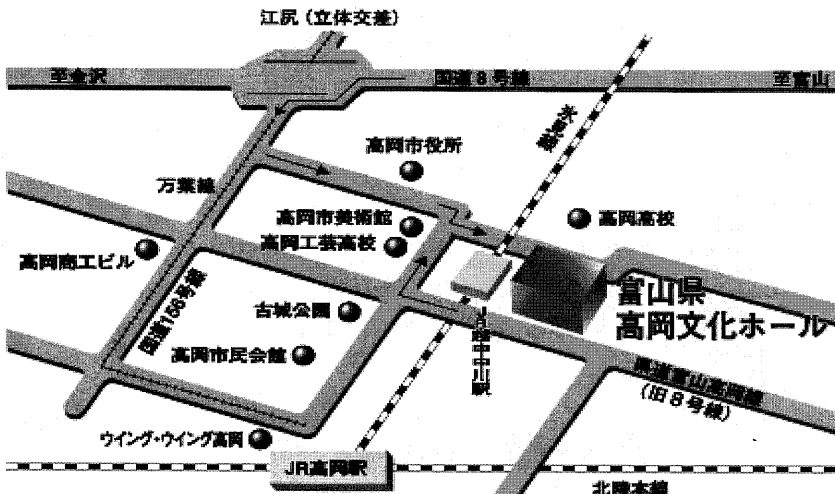 江尻（立体交差）
至金沢
国道８号線
至富山
氷見線
高岡市役所
万葉線
高岡市美術館
高岡工芸高校
高岡高校
高岡商工ビル
国道156号線
古城公園
高岡市民会館
JR越中中川駅
富山県
高岡文化ホール
県道富山高岡線
（旧８号線）
ウイング・ウイング高岡
JR高岡駅
北陸本線